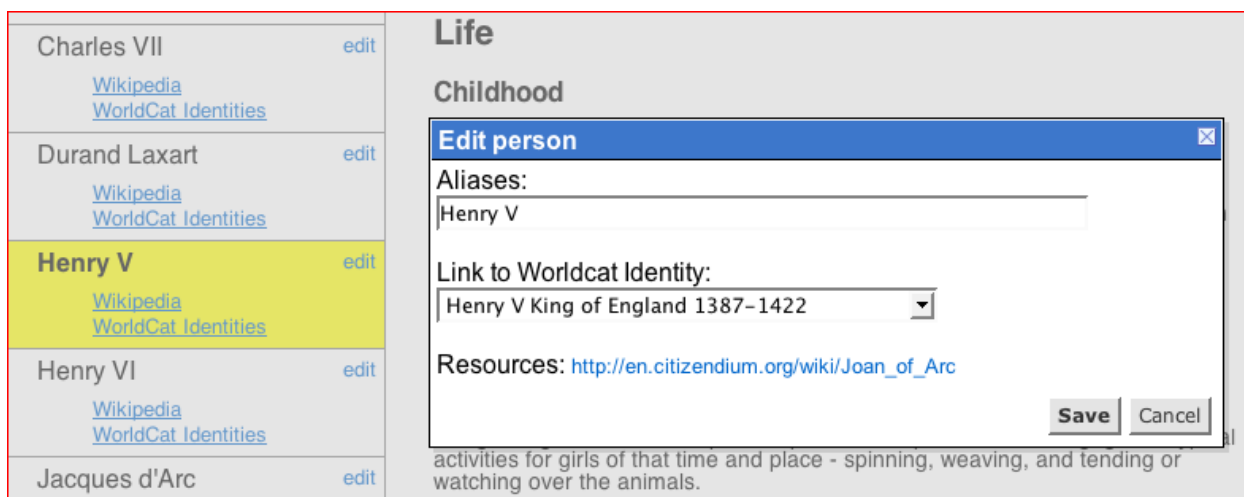 Charles VII edit
Wikipedia
WorldCat Identities
Durand Laxart edit
Wikipedia
WorldCat Identities
Henry V edit
Wikipedia
WorldCat Identities
Henry VI edit
Wikipedia
WorldCat Identities
Jacques d'Arc edit
Life
Childhood
Edit person
Aliases:
Henry V
Link to Worldcat Identity:
Henry V King of England 1387–1422
Resources: http://en.citizendium.org/wiki/Joan_of_Arc
Save Cancel
activities for girls of that time and place - spinning, weaving, and tending or
watching over the animals.